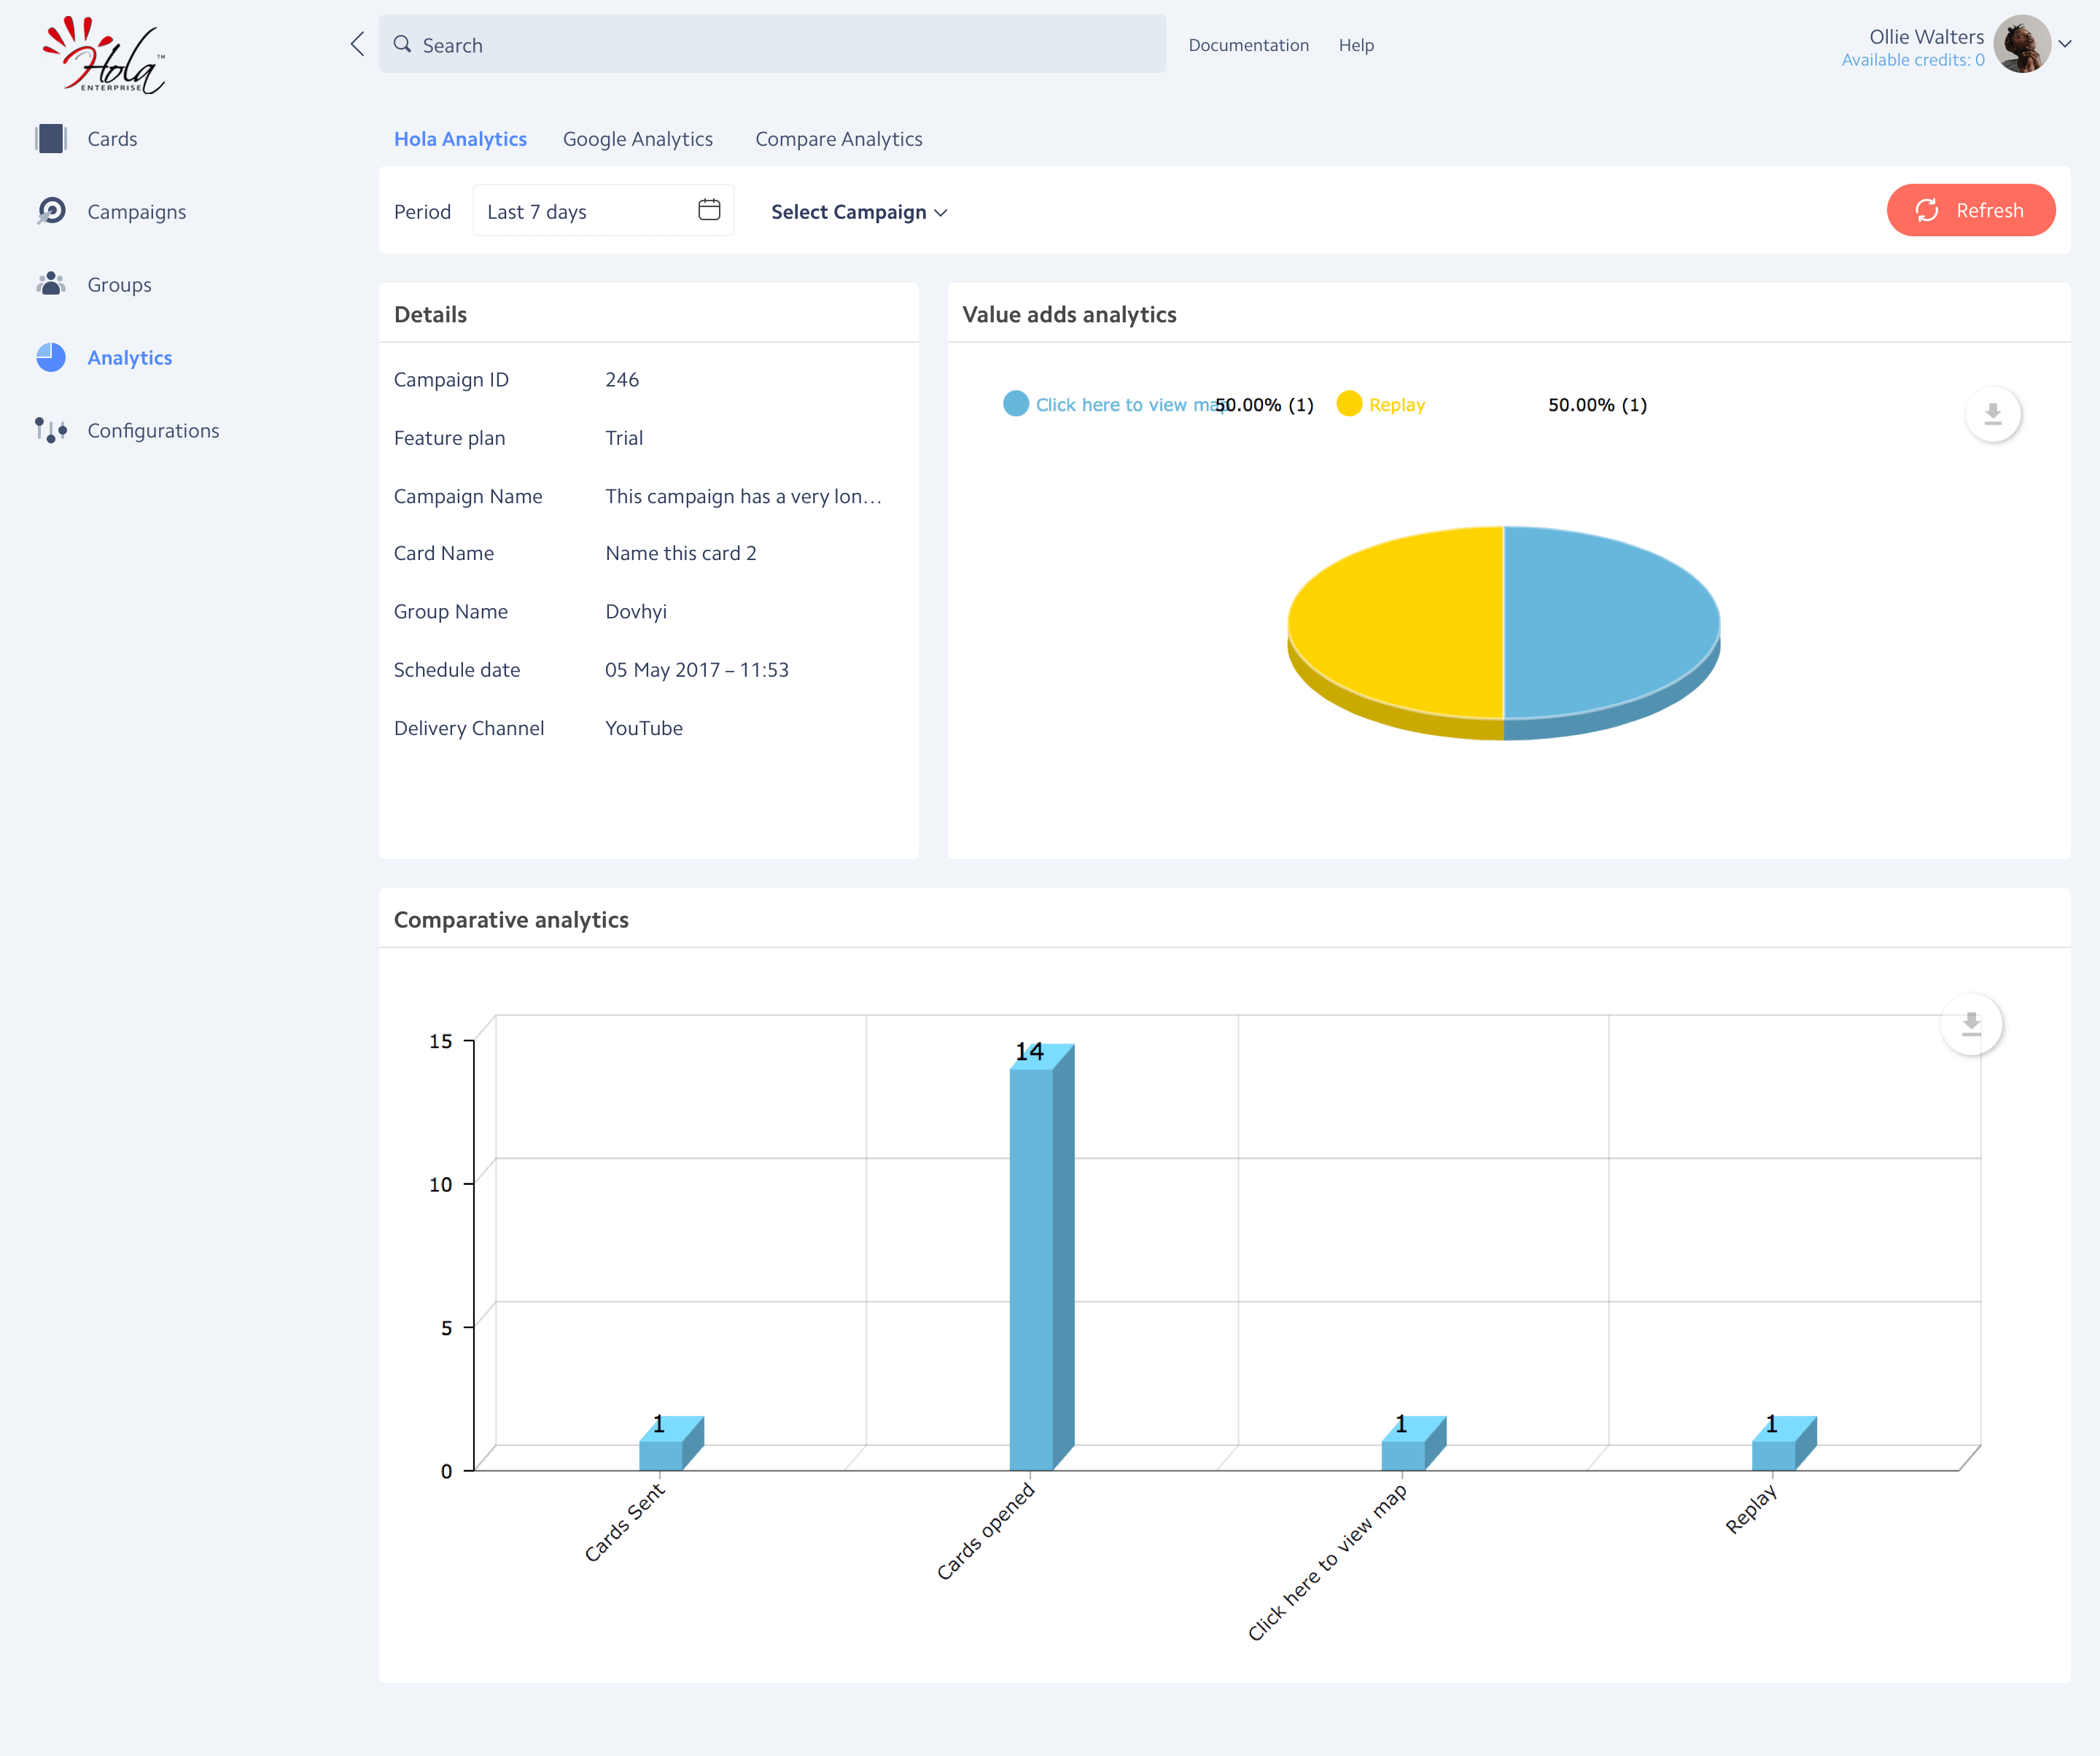 Hola™
ENTERPRISE
Search
Documentation
Help
Ollie Walters
Available credits: 0
Cards
Campaigns
Groups
Analytics
Configurations
Hola Analytics
Google Analytics
Compare Analytics
Period
Last 7 days
Select Campaign
Refresh
Details
Campaign ID 246
Feature plan Trial
Campaign Name This campaign has a very lon...
Card Name Name this card 2
Group Name Dovhyi
Schedule date 05 May 2017 – 11:53
Delivery Channel YouTube
Value adds analytics
Click here to view map 50.00% (1)
Replay 50.00% (1)
Comparative analytics
15
10
5
0
1
14
1
1
Cards Sent
Cards opened
Click here to view map
Replay